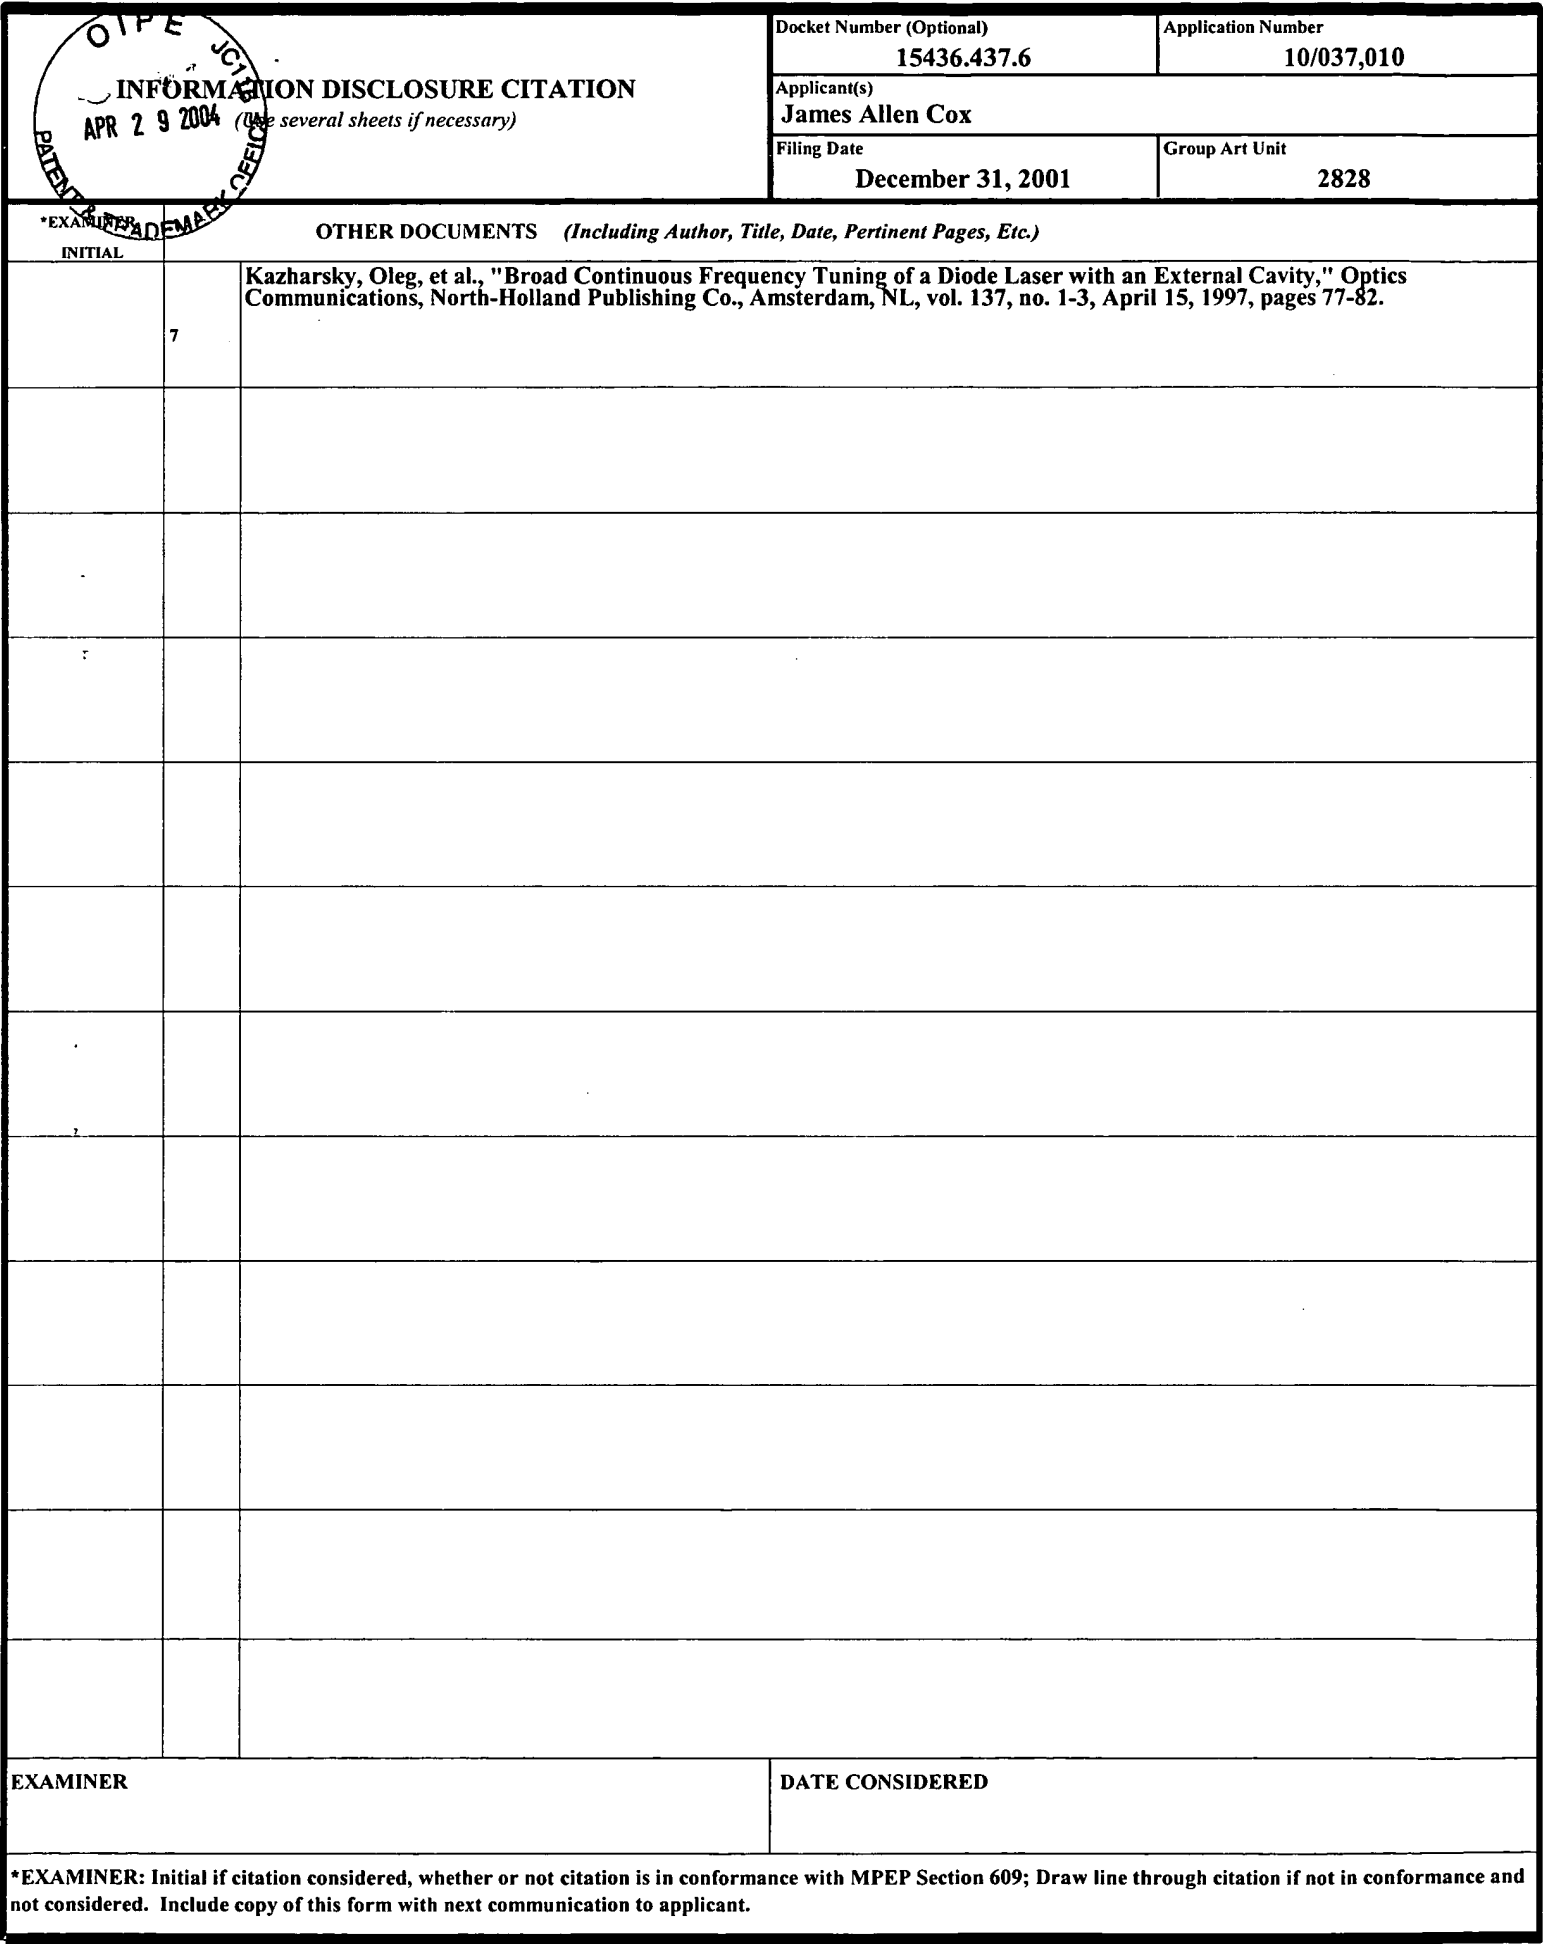 OIPE JC
APR 29 2004
PATENT & TRADEMARK OFFICE
INFORMATION DISCLOSURE CITATION
(Use several sheets if necessary)
Docket Number (Optional)
15436.437.6
Application Number
10/037,010
Applicant(s)
James Allen Cox
Filing Date
December 31, 2001
Group Art Unit
2828
*EXAMINER
INITIAL
OTHER DOCUMENTS (Including Author, Title, Date, Pertinent Pages, Etc.)
7
Kazharsky, Oleg, et al., "Broad Continuous Frequency Tuning of a Diode Laser with an External Cavity," Optics
Communications, North-Holland Publishing Co., Amsterdam, NL, vol. 137, no. 1-3, April 15, 1997, pages 77-82.
EXAMINER
DATE CONSIDERED
*EXAMINER: Initial if citation considered, whether or not citation is in conformance with MPEP Section 609; Draw line through citation if not in conformance and
not considered. Include copy of this form with next communication to applicant.